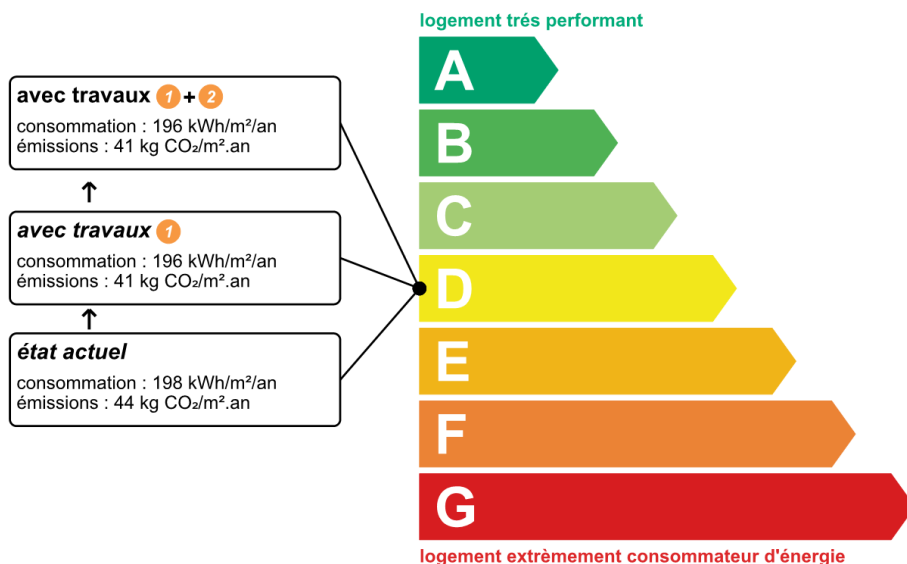 logement trés performant
A
avec travaux 1 + 2
consommation : 196 kWh/m²/an
émissions : 41 kg CO₂/m².an
B
C
avec travaux 1
consommation : 196 kWh/m²/an
émissions : 41 kg CO₂/m².an
D
état actuel
consommation : 198 kWh/m²/an
émissions : 44 kg CO₂/m².an
E
F
G
logement extrèmement consommateur d'énergie